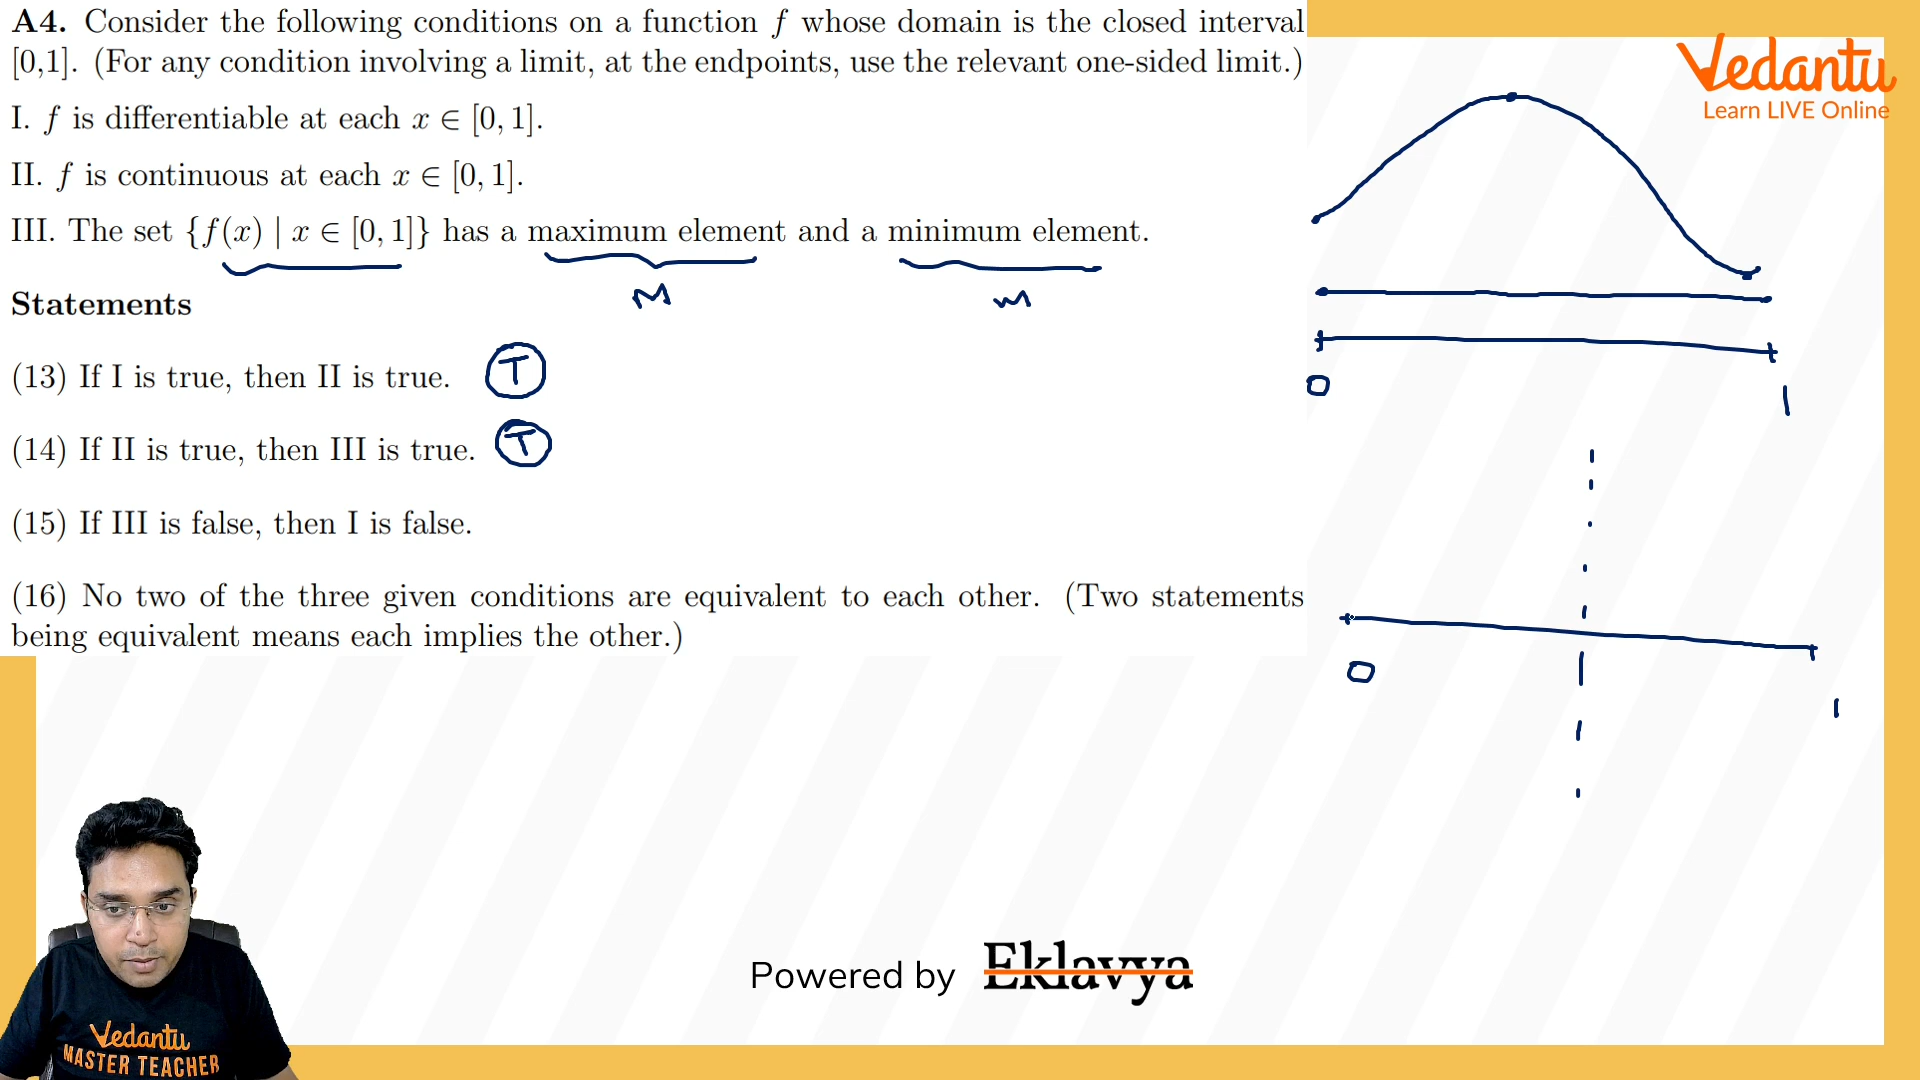 A4. Consider the following conditions on a function f whose domain is the closed interval
[0,1]. (For any condition involving a limit, at the endpoints, use the relevant one-sided limit.)
I. f is differentiable at each x ∈ [0, 1].
II. f is continuous at each x ∈ [0, 1].
III. The set {f(x) | x ∈ [0, 1]} has a maximum element and a minimum element.
M m
Statements
(13) If I is true, then II is true. T
(14) If II is true, then III is true. T
(15) If III is false, then I is false.
(16) No two of the three given conditions are equivalent to each other. (Two statements
being equivalent means each implies the other.)
Vedantu
Learn LIVE Online
0 1
0 1
Powered by Eklavya
Vedantu
MASTER TEACHER